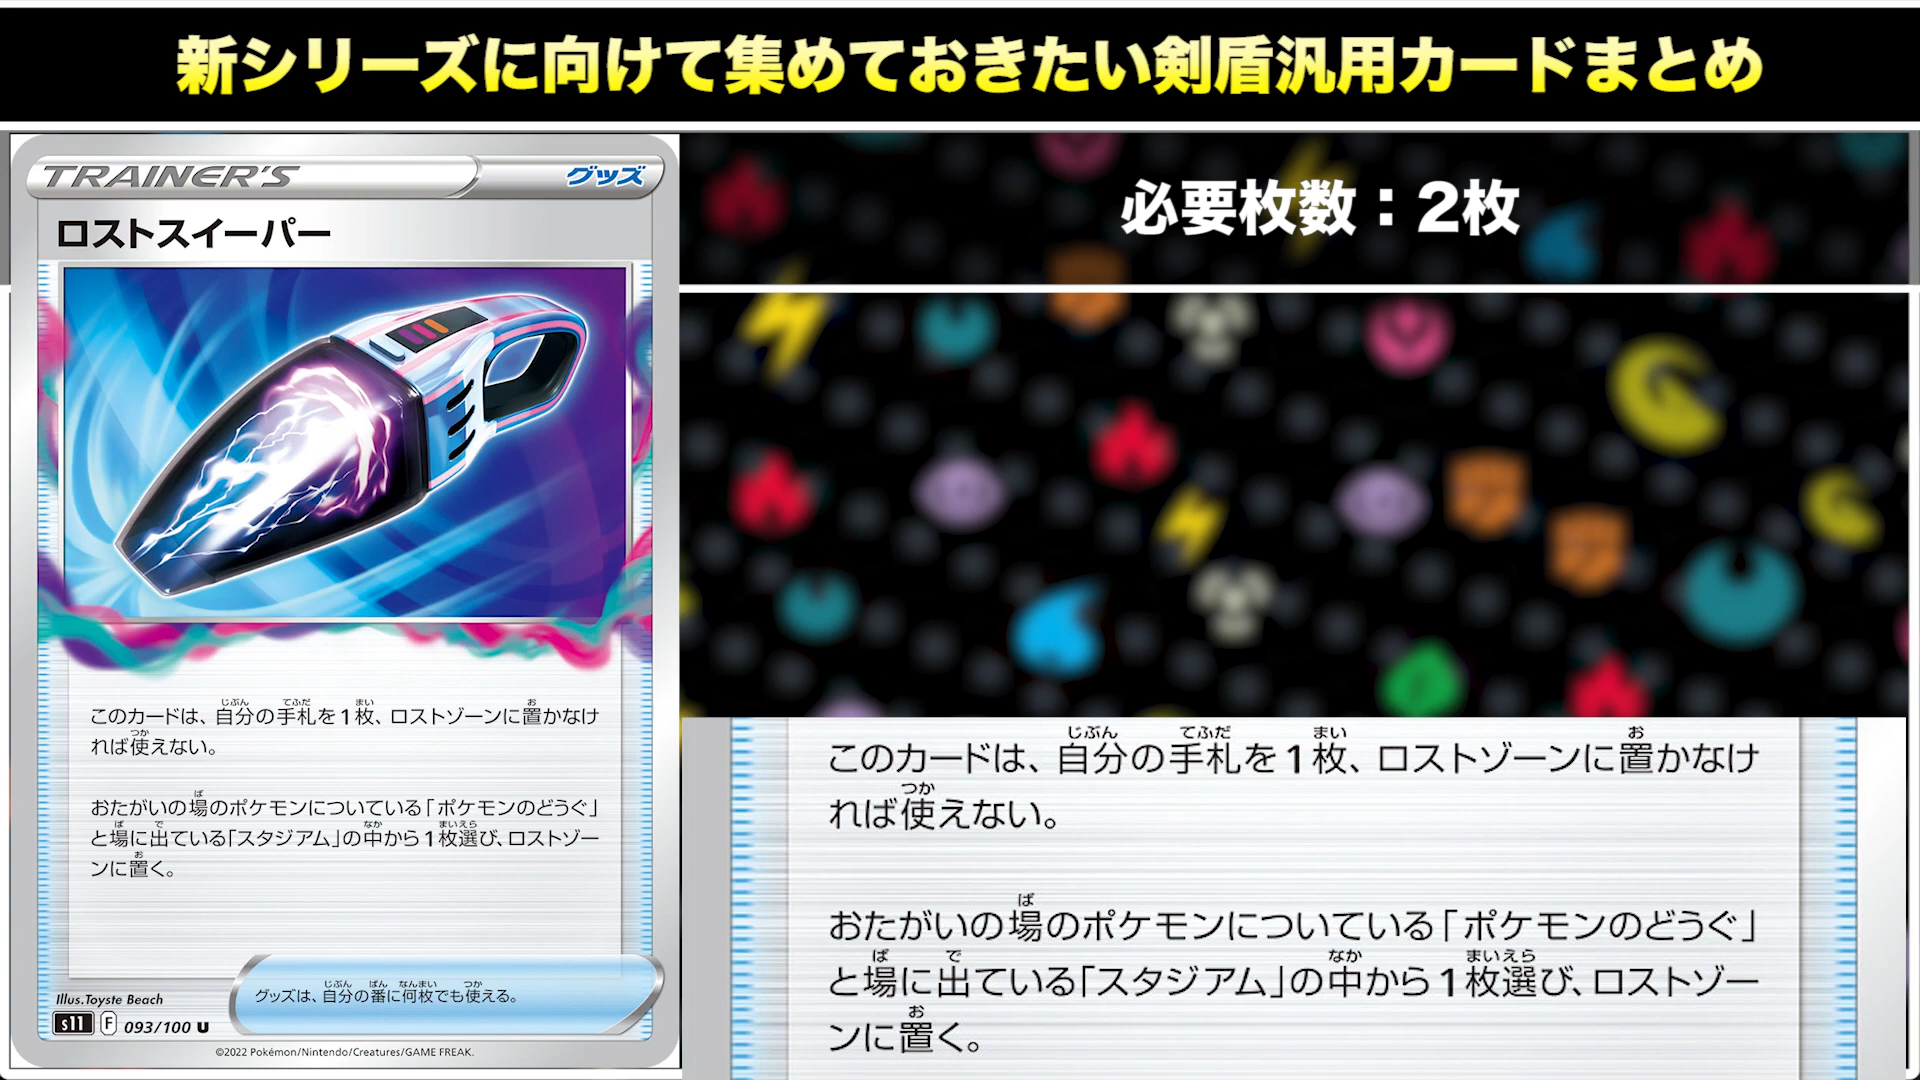 新シリーズに向けて集めておきたい剣盾汎用カードまとめ
TRAINER'S
グッズ
ロストスイーパー
このカードは、自分の手札を1枚、ロストゾーンに置かなけ
れば使えない。
おたがいの場のポケモンについている「ポケモンのどうぐ」
と場に出ている「スタジアム」の中から1枚選び、ロストゾー
ンに置く。
グッズは、自分の番に何枚でも使える。
Illus.Toyste Beach
s11 F 093/100 U
©2022 Pokémon/Nintendo/Creatures/GAME FREAK.
必要枚数：2枚
このカードは、自分の手札を1枚、ロストゾーンに置かなけ
れば使えない。
おたがいの場のポケモンについている「ポケモンのどうぐ」
と場に出ている「スタジアム」の中から1枚選び、ロストゾー
ンに置く。